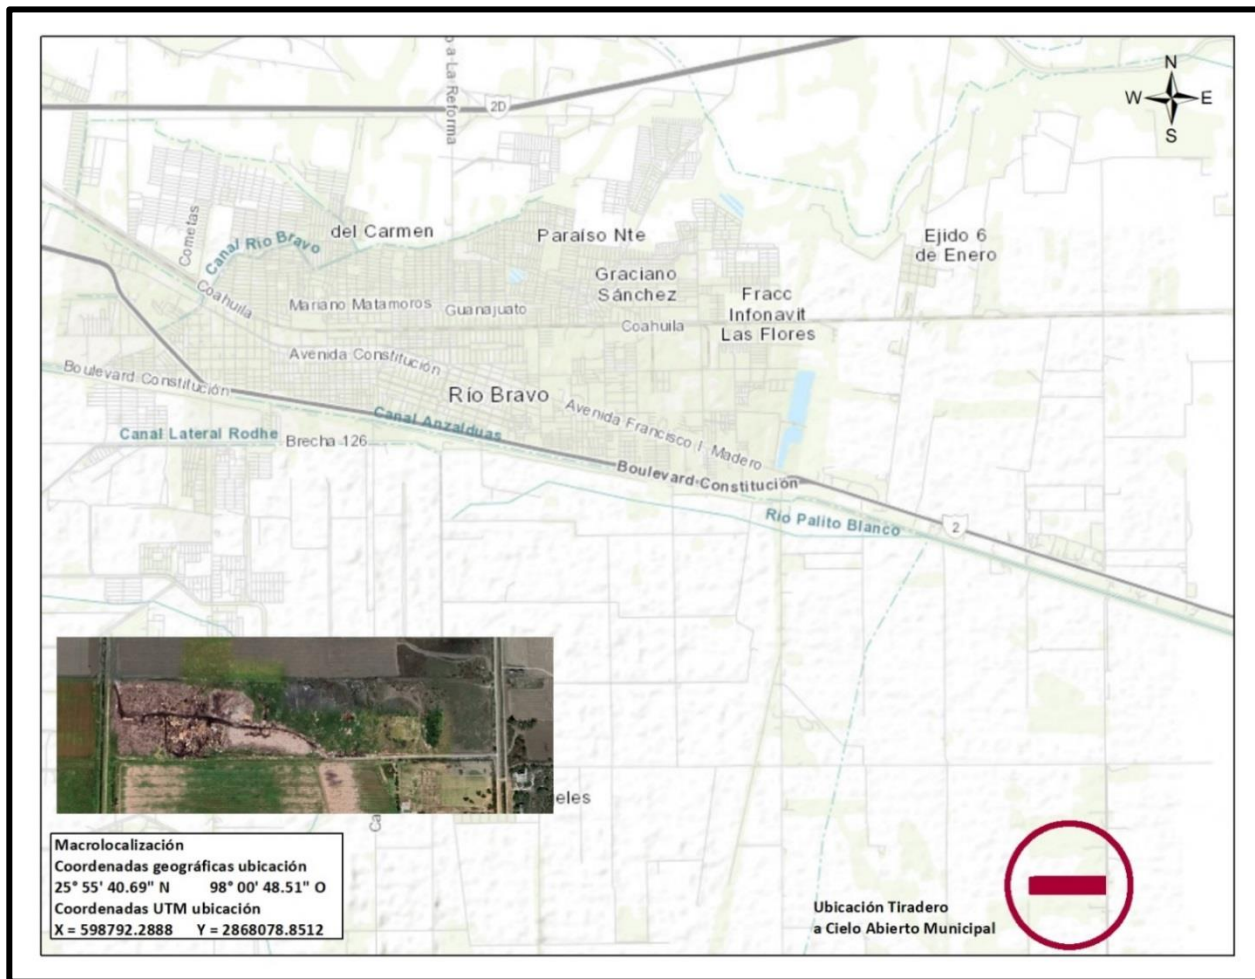 o-a-La Reforma
2D
N
W E
S
Cometas
Canal Río Bravo
del Carmen
Paraíso Nte
Ejido 6
de Enero
Graciano
Sánchez
Fracc
Infonavit
Las Flores
Coahuila
Mariano Matamoros
Guanajuato
Coahuila
Avenida Constitución
Boulevard Constitución
Río Bravo
Avenida Francisco I Madero
Canal Anzalduas
Canal Lateral Rodhe
Brecha 126
Boulevard-Constitución
Río Palito Blanco
2
eles
Ca
Macrolocalización
Coordenadas geográficas ubicación
25° 55' 40.69" N 98° 00' 48.51" O
Coordenadas UTM ubicación
X = 598792.2888 Y = 2868078.8512
Ubicación Tiradero
a Cielo Abierto Municipal